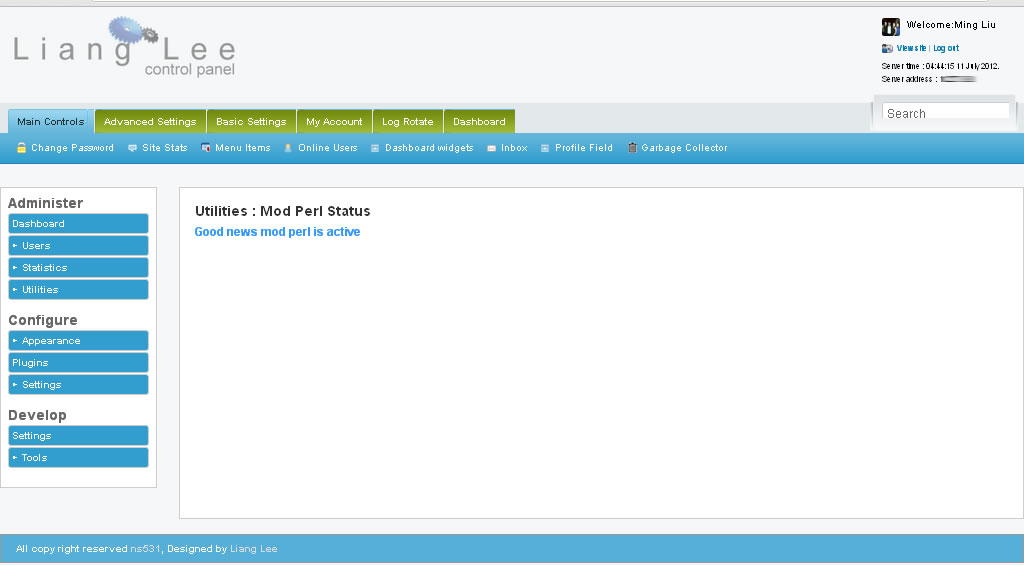 Liang Lee
control panel
Welcome:Ming Liu
View site | Log out
Server time : 04:44:15 11 July 2012.
Server address :
Main Controls
Advanced Settings
Basic Settings
My Account
Log Rotate
Dashboard
Search
Change Password
Site Stats
Menu Items
Online Users
Dashboard widgets
Inbox
Profile Field
Garbage Collector
Administer
Dashboard
Users
Statistics
Utilities
Configure
Appearance
Plugins
Settings
Develop
Settings
Tools
Utilities : Mod Perl Status
Good news mod perl is active
All copy right reserved ns531, Designed by Liang Lee